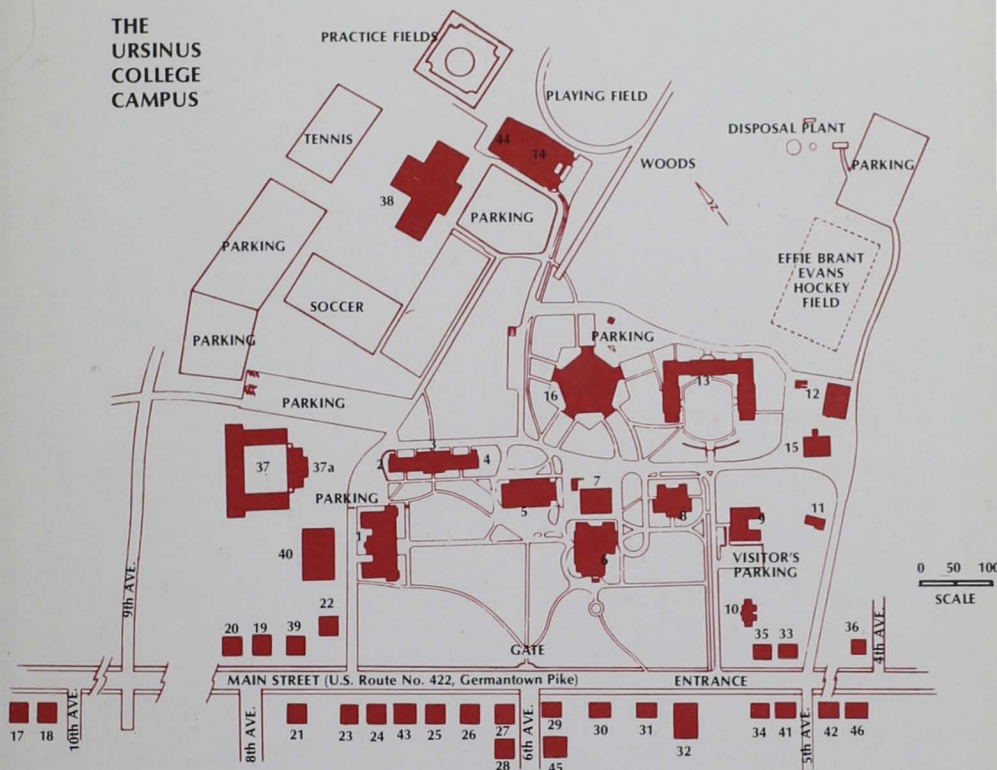 THE
URSINUS
COLLEGE
CAMPUS
PRACTICE FIELDS
PLAYING FIELD
TENNIS
44
14
DISPOSAL PLANT
WOODS
PARKING
38
PARKING
N
PARKING
EFFIE BRANT
EVANS
HOCKEY
FIELD
SOCCER
PARKING
PARKING
16
13
12
PARKING
3
2
4
15
37
37a
PARKING
7
5
8
9
11
1
40
6
VISITOR'S
PARKING
0 50 100
SCALE
9th AVE.
22
10
20
19
39
35
33
36
4th AVE.
GATE
MAIN STREET (U.S. Route No. 422, Germantown Pike)
ENTRANCE
17
18
10th AVE.
8th AVE.
21
23
24
43
25
26
27
28
6th AVE.
29
45
30
31
32
34
41
5th AVE.
42
46